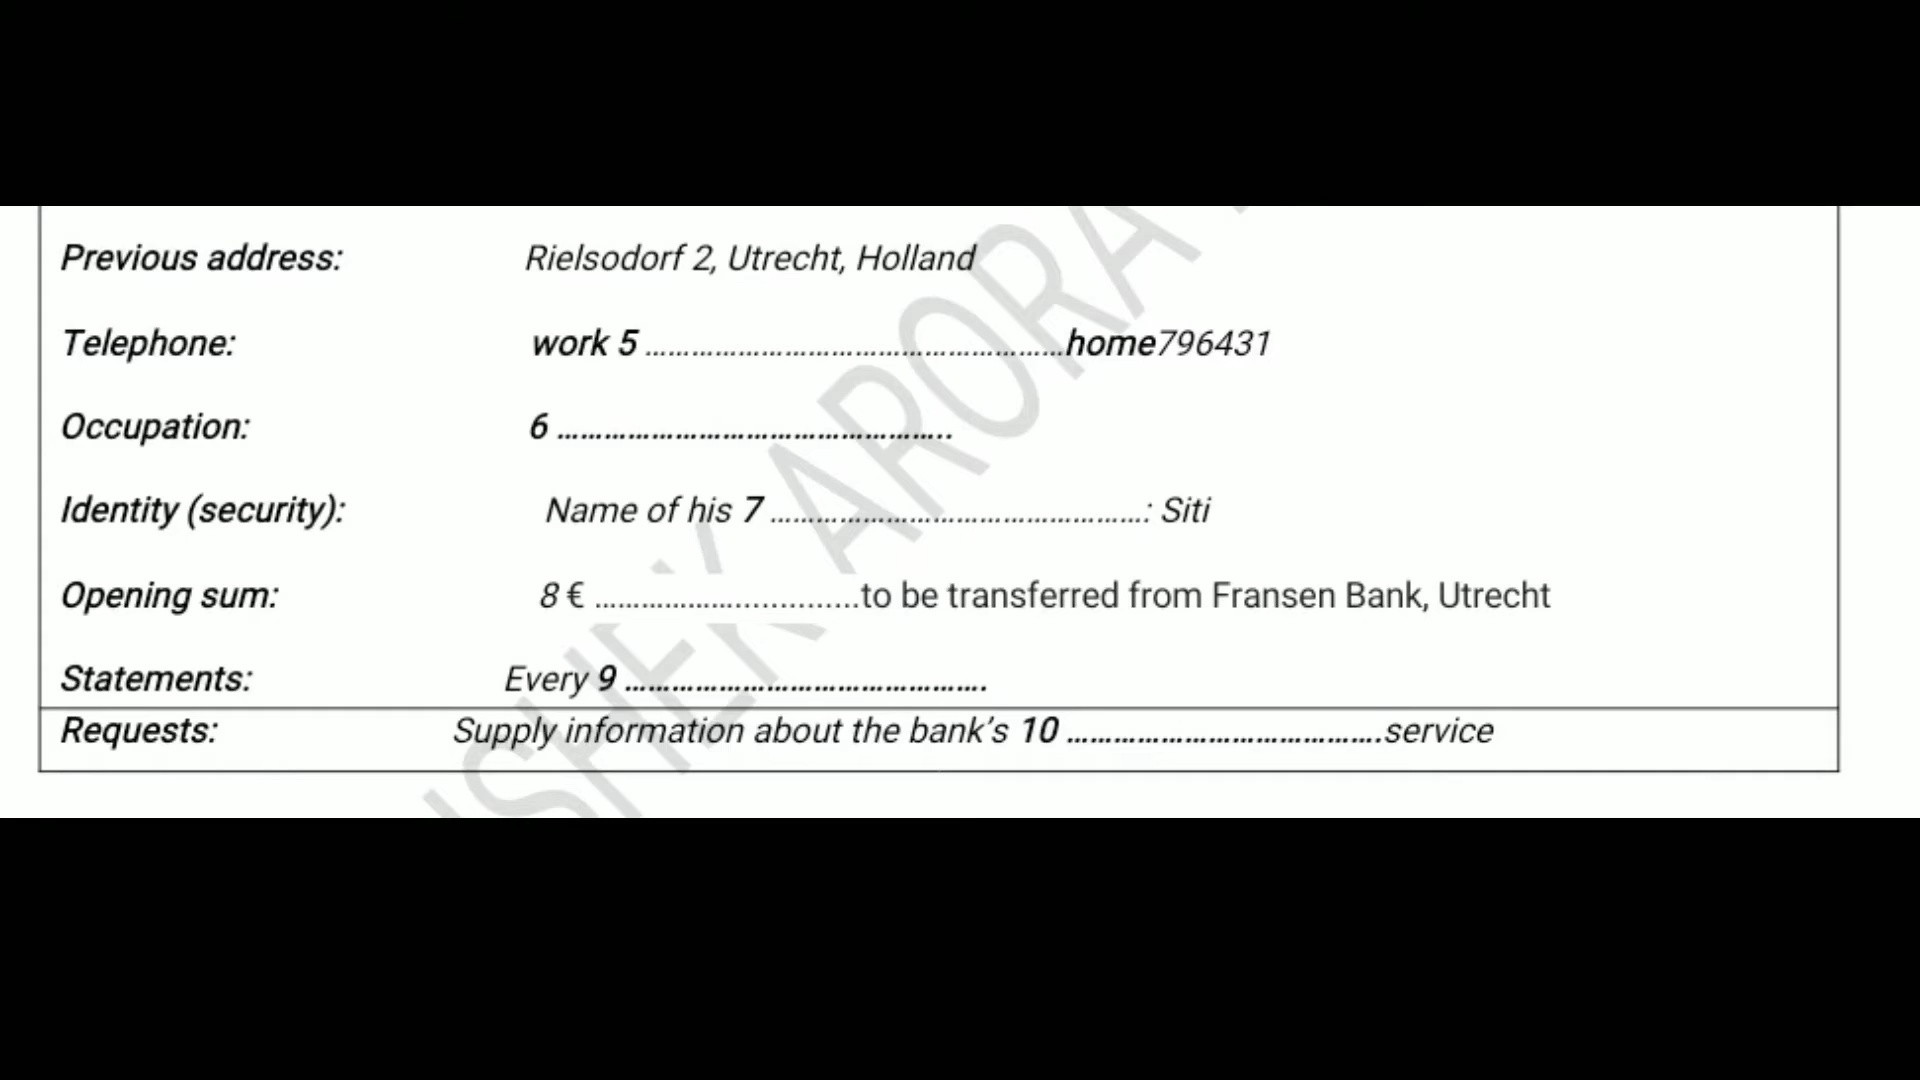 Previous address: Rielsodorf 2, Utrecht, Holland
Telephone: work 5 ……………………………………………… home796431
Occupation: 6 …………………………………………..
Identity (security): Name of his 7 …………………………………………: Siti
Opening sum: 8 € ………………..............to be transferred from Fransen Bank, Utrecht
Statements: Every 9 ……………………………………….
Requests: Supply information about the bank's 10 ………………………………….service
SHEK ARORA